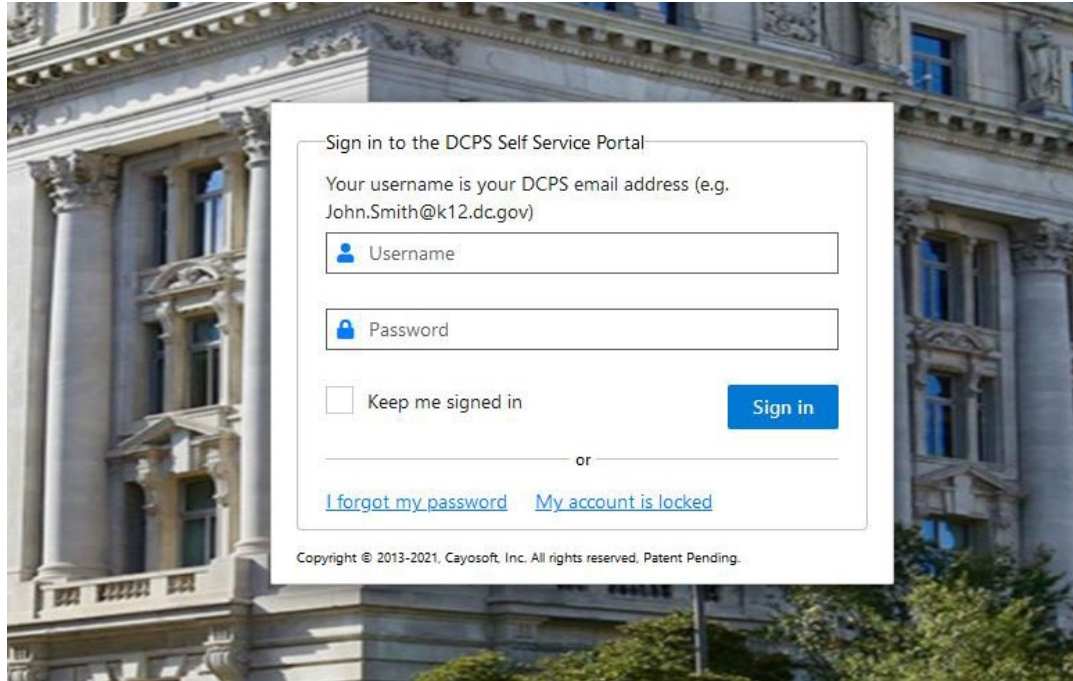 Sign in to the DCPS Self Service Portal
Your username is your DCPS email address (e.g.
John.Smith@k12.dc.gov)
Username
Password
Keep me signed in
Sign in
or
I forgot my password My account is locked
Copyright © 2013-2021, Cayosoft, Inc. All rights reserved, Patent Pending.